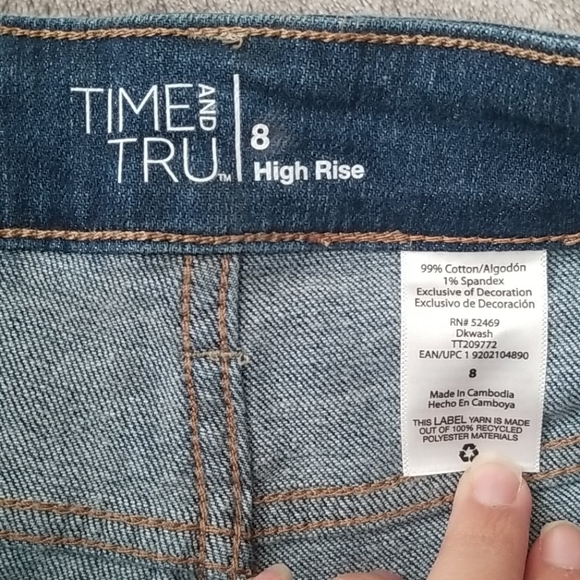 TIME AND
TRU™
8
High Rise
99% Cotton/Algodón
1% Spandex
Exclusive of Decoration
Exclusivo de Decoración
RN# 52469
Dkwash
TT209772
EAN/UPC 1 9202104890
8
Made in Cambodia
Hecho En Camboya
THIS LABEL YARN IS MADE
OUT OF 100% RECYCLED
POLYESTER MATERIALS